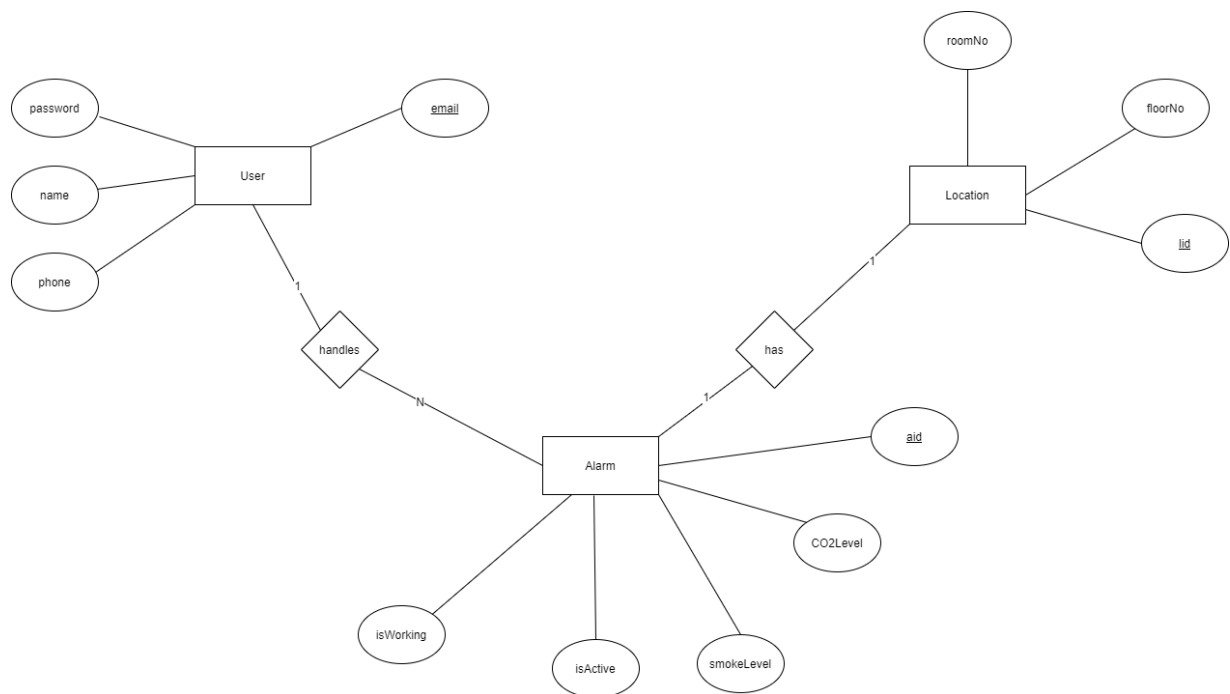 roomNo
password
email
floorNo
User
name
Location
lid
phone
1
1
handles
has
1
N
aid
Alarm
CO2Level
isWorking
isActive
smokeLevel